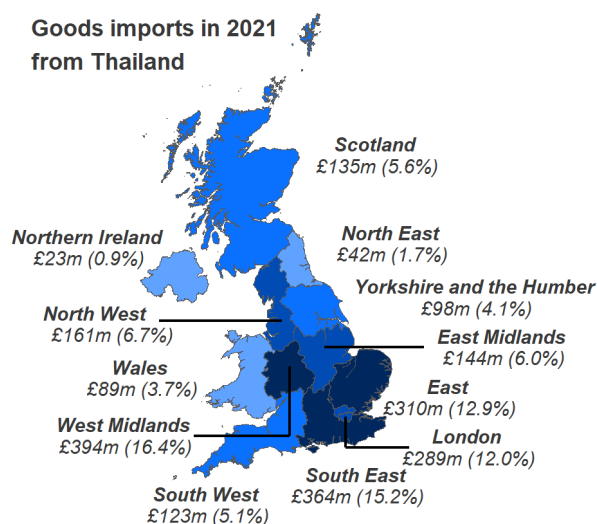 Goods imports in 2021
from Thailand
Scotland
£135m (5.6%)
Northern Ireland
£23m (0.9%)
North East
£42m (1.7%)
Yorkshire and the Humber
£98m (4.1%)
North West
£161m (6.7%)
East Midlands
£144m (6.0%)
Wales
£89m (3.7%)
East
£310m (12.9%)
West Midlands
£394m (16.4%)
London
£289m (12.0%)
South East
£364m (15.2%)
South West
£123m (5.1%)